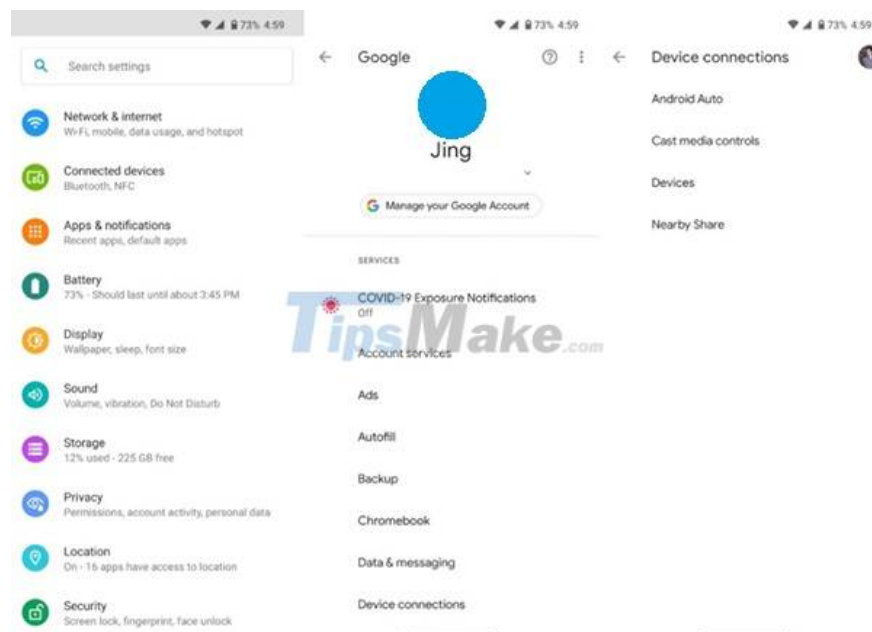 73% 4:59
Search settings
Network & internet
Wi-Fi, mobile, data usage, and hotspot
Connected devices
Bluetooth, NFC
Apps & notifications
Recent apps, default apps
Battery
73% - Should last until about 3:45 PM
Display
Wallpaper, sleep, font size
Sound
Volume, vibration, Do Not Disturb
Storage
12% used - 225 GB free
Privacy
Permissions, account activity, personal data
Location
On - 16 apps have access to location
Security
Screen lock, fingerprint, face unlock
73% 4:59
Google
Jing
G Manage your Google Account
SERVICES
COVID-19 Exposure Notifications
Off
Account services
Ads
Autofill
Backup
Chromebook
Data & messaging
Device connections
73% 4:59
Device connections
Android Auto
Cast media controls
Devices
Nearby Share
TipsMake.com